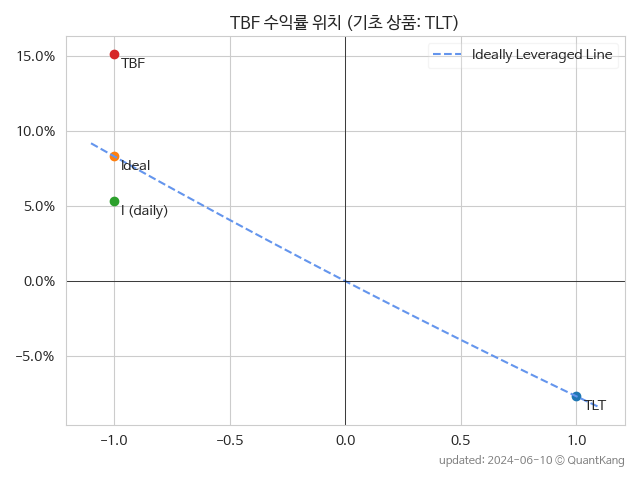 TBF 수익률 위치 (기초 상품: TLT)
15.0%
10.0%
5.0%
0.0%
−5.0%
Ideally Leveraged Line
TBF
Ideal
I (daily)
TLT
−1.0
−0.5
0.0
0.5
1.0
updated: 2024-06-10 © QuantKang